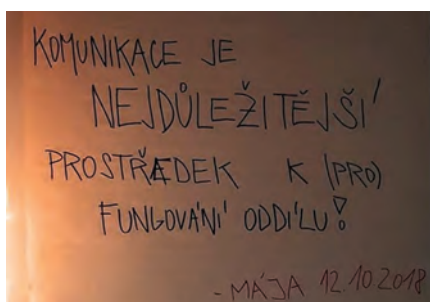 KOMUNIKACE JE
NEJDŮLEŽITĚJŠÍ
PROSTŘEDEK K (PRO)
FUNGOVÁNÍ ODDÍLU!
- MÁJA 12.10.2018